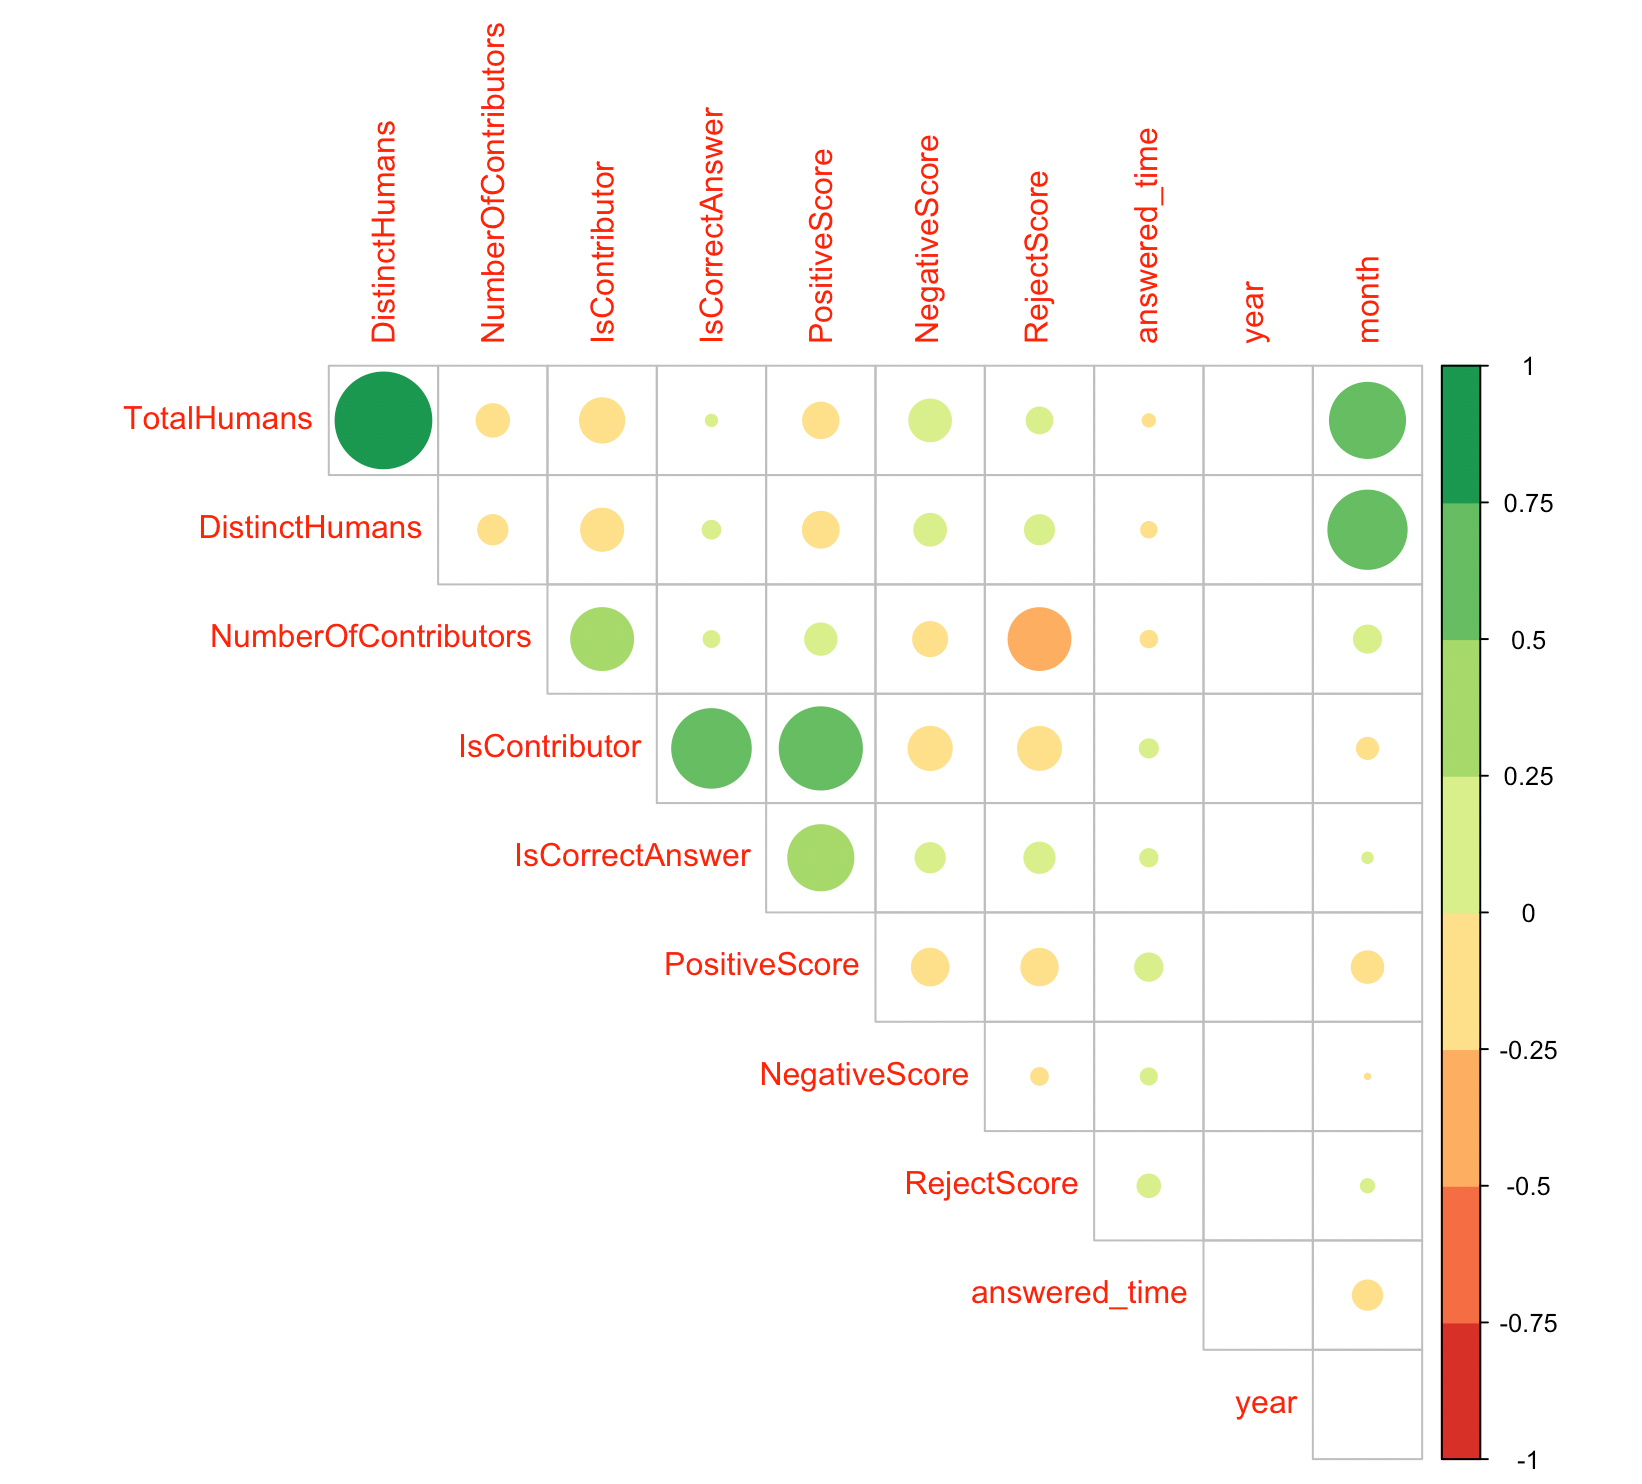 DistinctHumans
NumberOfContributors
IsContributor
IsCorrectAnswer
PositiveScore
NegativeScore
RejectScore
answered_time
year
month
TotalHumans
DistinctHumans
NumberOfContributors
IsContributor
IsCorrectAnswer
PositiveScore
NegativeScore
RejectScore
answered_time
year
1
0.75
0.5
0.25
0
-0.25
-0.5
-0.75
-1